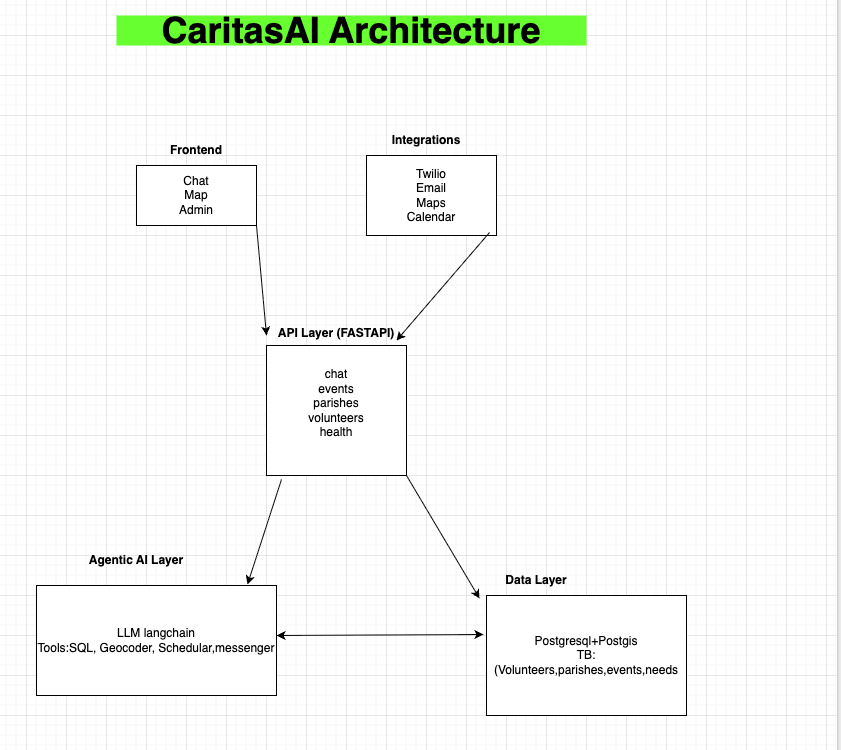 CaritasAI Architecture
Frontend
Chat
Map
Admin
Integrations
Twilio
Email
Maps
Calendar
API Layer (FASTAPI)
chat
events
parishes
volunteers
health
Agentic AI Layer
LLM langchain
Tools:SQL, Geocoder, Schedular,messenger
Data Layer
Postgresql+Postgis
TB:
(Volunteers,parishes,events,needs